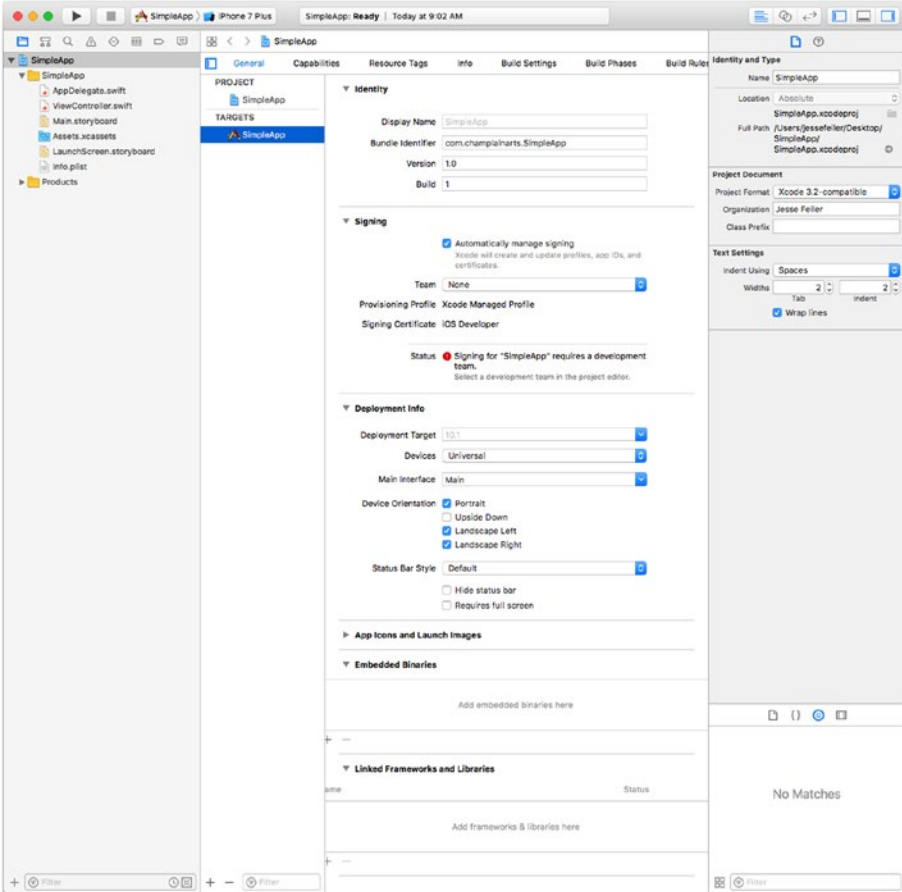 SimpleApp
iPhone 7 Plus
SimpleApp: Ready | Today at 9:02 AM
SimpleApp
SimpleApp
SimpleApp
AppDelegate.swift
ViewController.swift
Main.storyboard
Assets.xcassets
LaunchScreen.storyboard
Info.plist
Products
Filter
General Capabilities Resource Tags Info Build Settings Build Phases Build Rules
PROJECT
SimpleApp
TARGETS
SimpleApp
Filter
Identity
Display Name SimpleApp
Bundle Identifier com.champlainarts.SimpleApp
Version 1.0
Build 1
Signing
Automatically manage signing
Xcode will create and update profiles, app IDs, and
certificates.
Team None
Provisioning Profile Xcode Managed Profile
Signing Certificate iOS Developer
Status Signing for "SimpleApp" requires a development
team.
Select a development team in the project editor.
Deployment Info
Deployment Target 10.1
Devices Universal
Main Interface Main
Device Orientation Portrait
Upside Down
Landscape Left
Landscape Right
Status Bar Style Default
Hide status bar
Requires full screen
App Icons and Launch Images
Embedded Binaries
Add embedded binaries here
Linked Frameworks and Libraries
ame Status
Add frameworks & libraries here
Identity and Type
Name SimpleApp
Location Absolute
SimpleApp.xcodeproj
Full Path /Users/jessefeiler/Desktop/
SimpleApp/
SimpleApp.xcodeproj
Project Document
Project Format Xcode 3.2-compatible
Organization Jesse Feiler
Class Prefix
Text Settings
Indent Using Spaces
Widths 2 2
Tab Indent
Wrap lines
No Matches
Filter